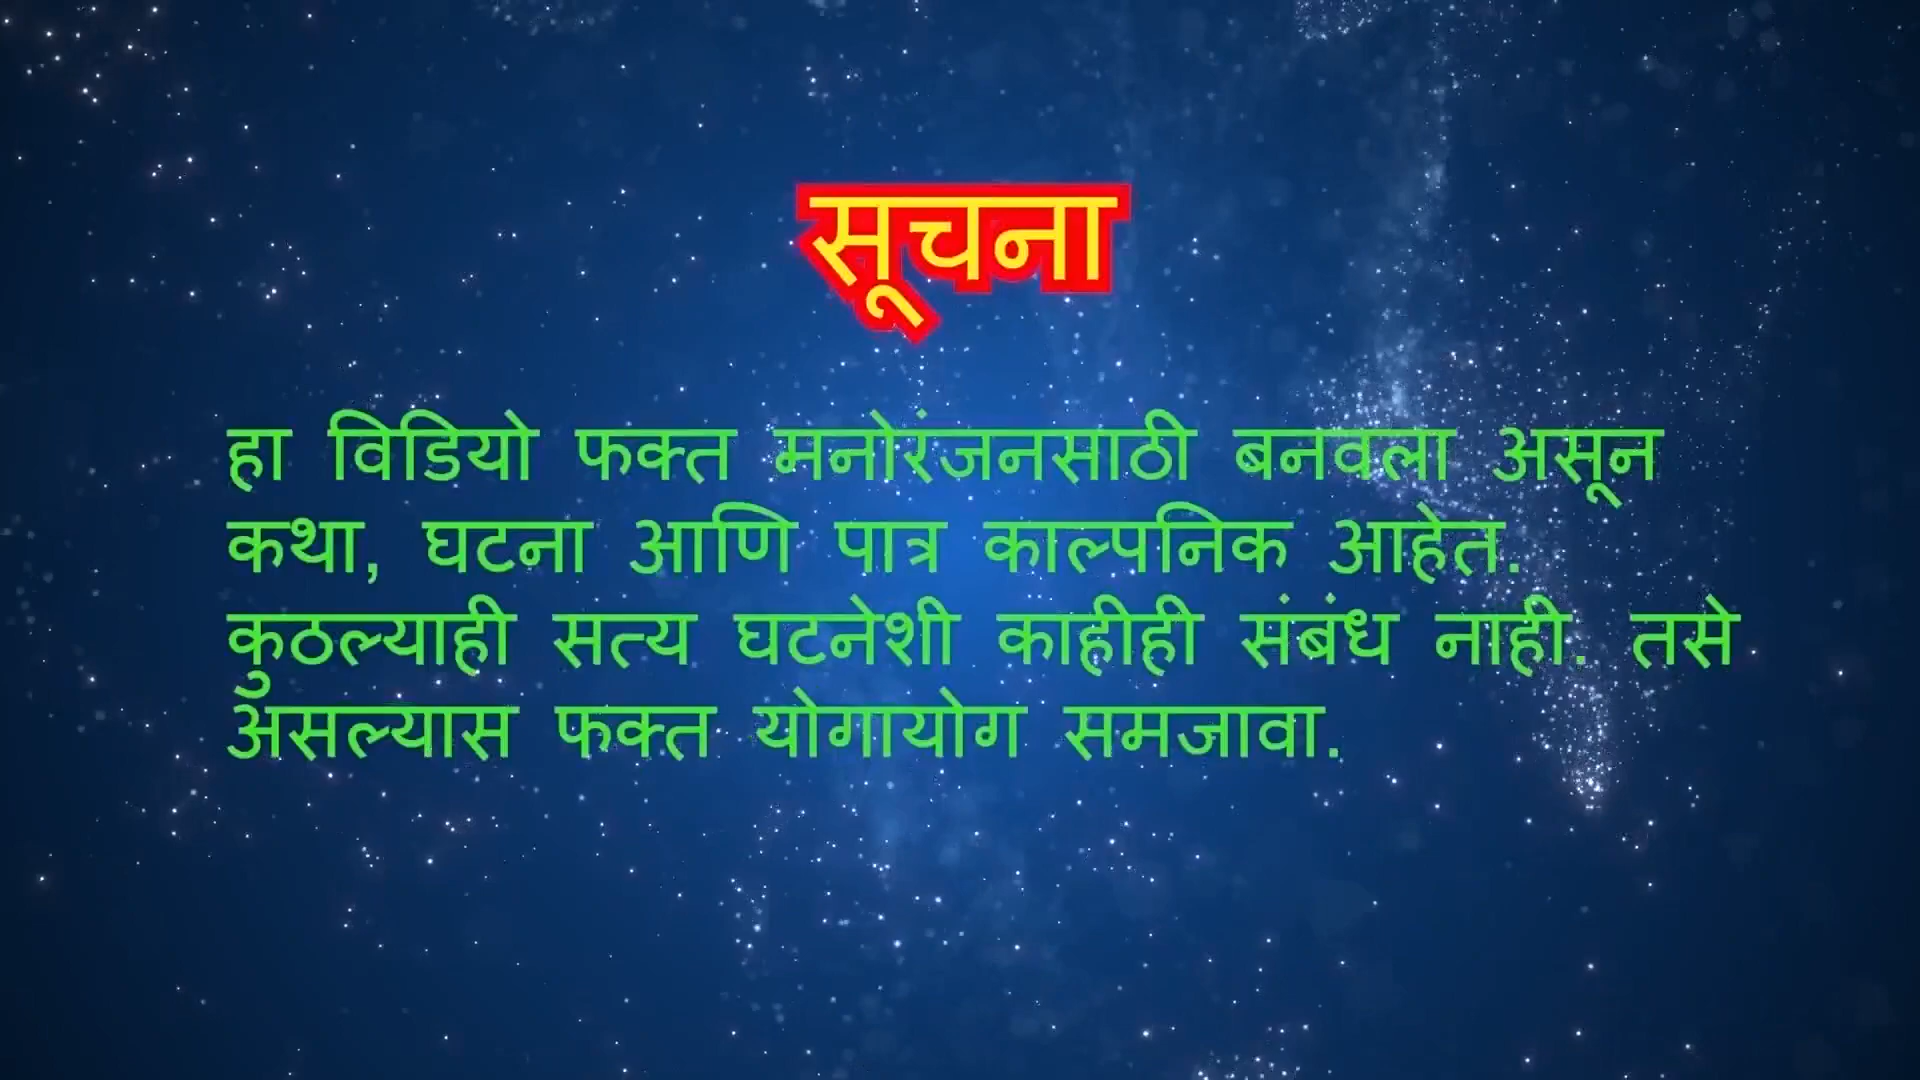 सूचना
हा विडियो फक्त मनोरंजनसाठी बनवला असून
कथा, घटना आणि पात्र काल्पनिक आहेत.
कुठल्याही सत्य घटनेशी काहीही संबंध नाही. तसे
असल्यास फक्त योगायोग समजावा.